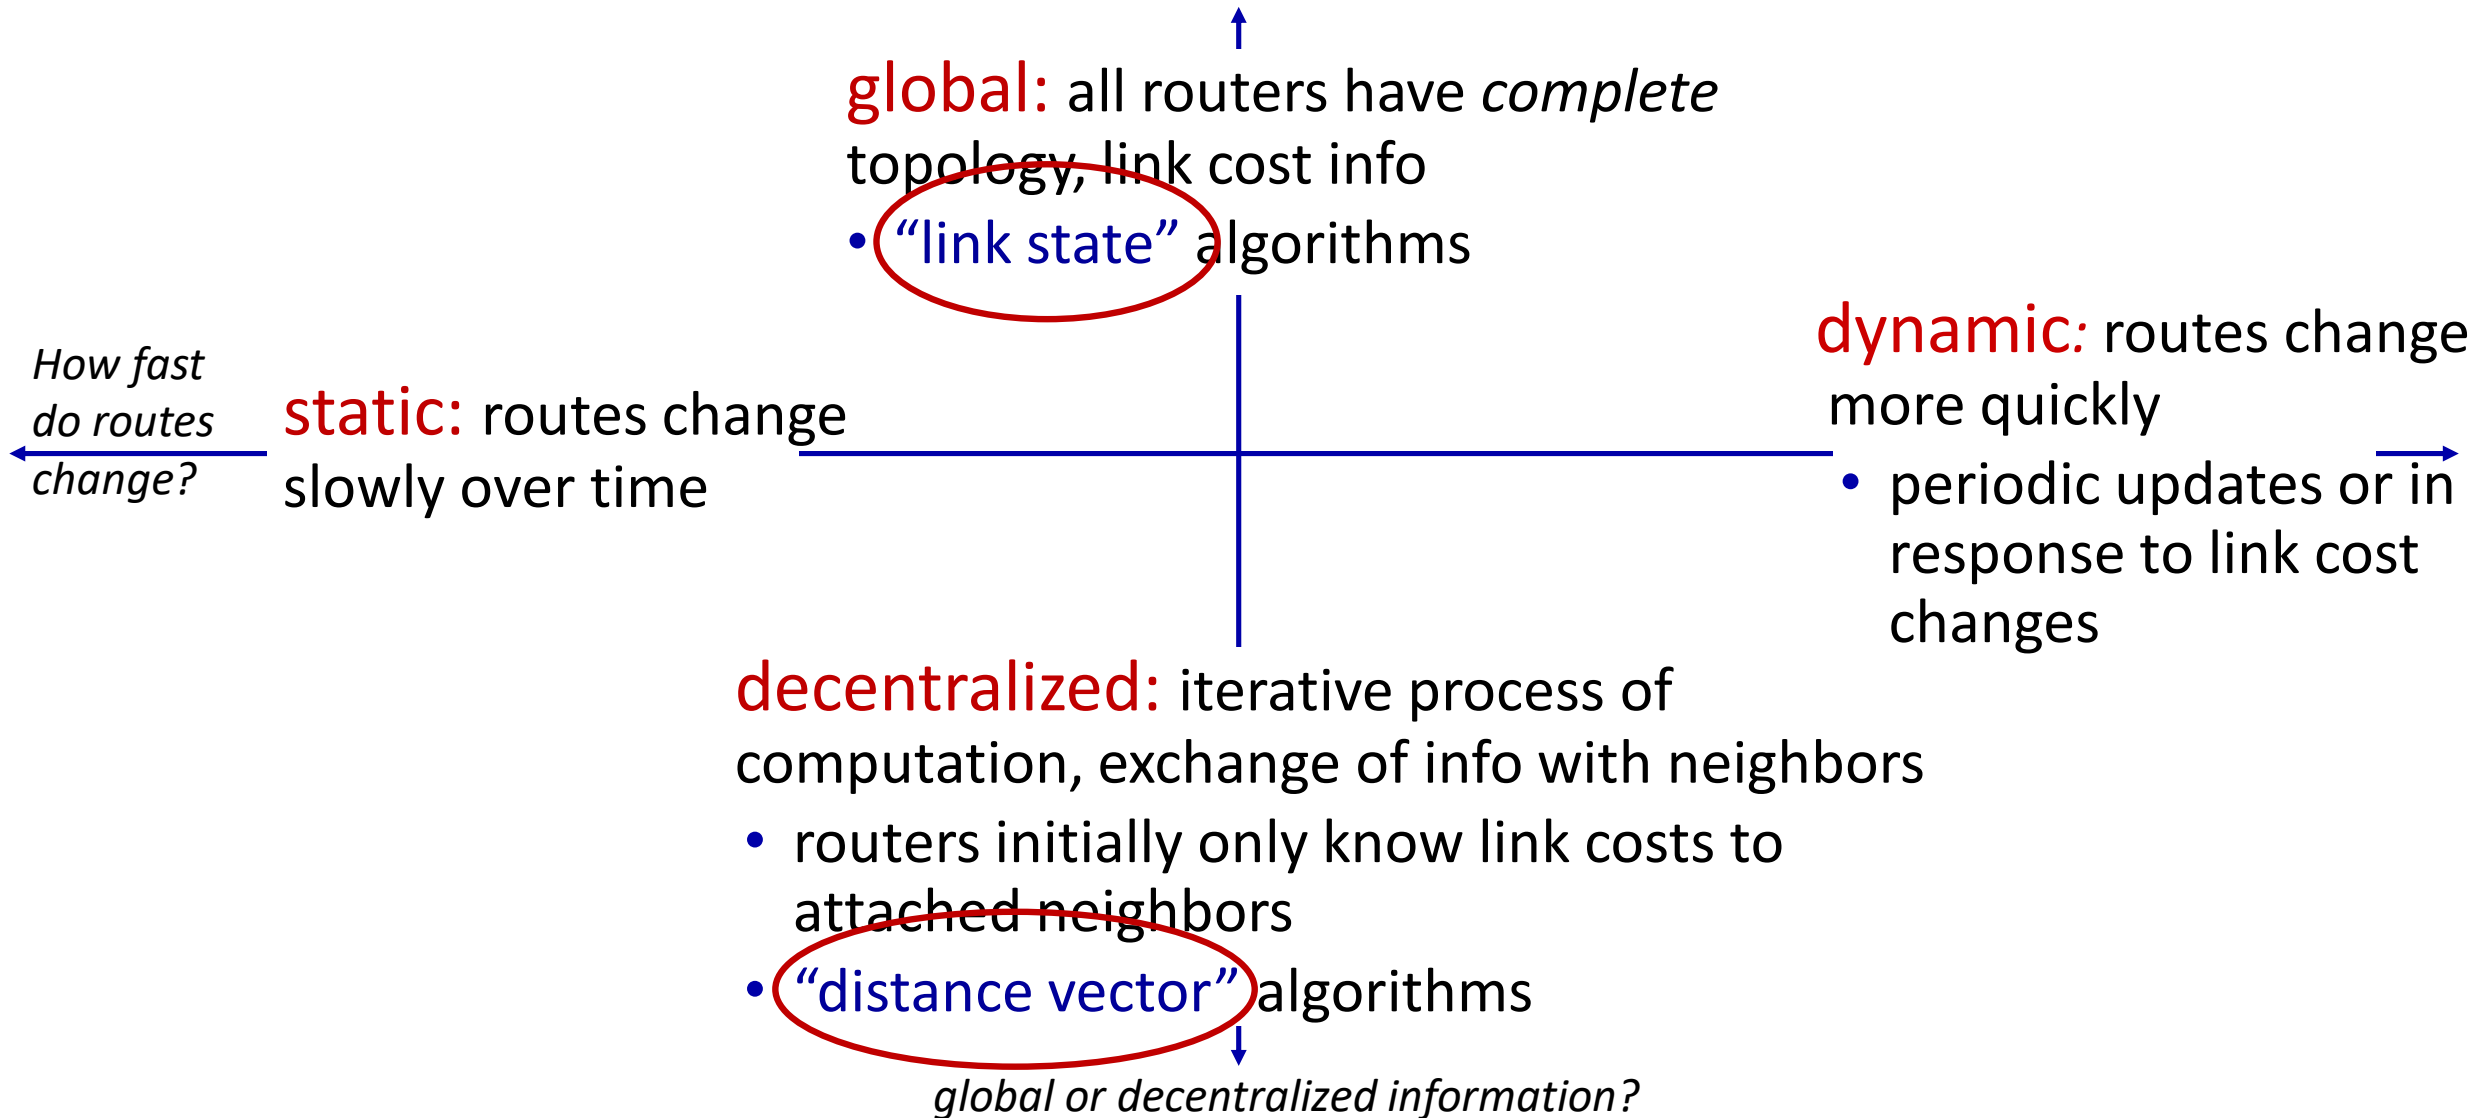 global: all routers have complete
topology, link cost info
• “link state” algorithms
How fast
do routes
change?
static: routes change
slowly over time
dynamic: routes change
more quickly
• periodic updates or in
response to link cost
changes
decentralized: iterative process of
computation, exchange of info with neighbors
• routers initially only know link costs to
attached neighbors
• “distance vector” algorithms
global or decentralized information?